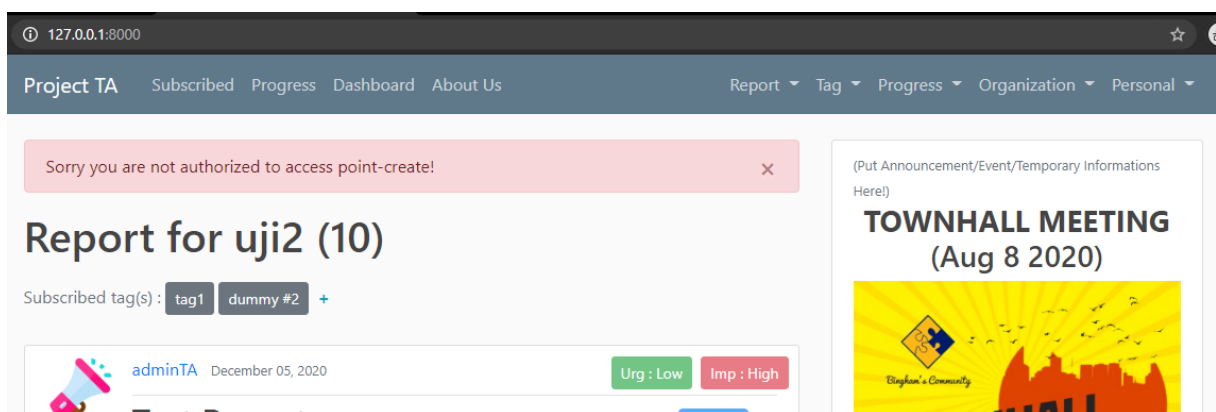 127.0.0.1:8000
Project TA Subscribed Progress Dashboard About Us Report Tag Progress Organization Personal
Sorry you are not authorized to access point-create! ×
Report for uji2 (10)
Subscribed tag(s) : tag1 dummy #2 +
adminTA December 05, 2020 Urg : Low Imp : High
(Put Announcement/Event/Temporary Informations
Here!)
TOWNHALL MEETING
(Aug 8 2020)
Bingham's Community